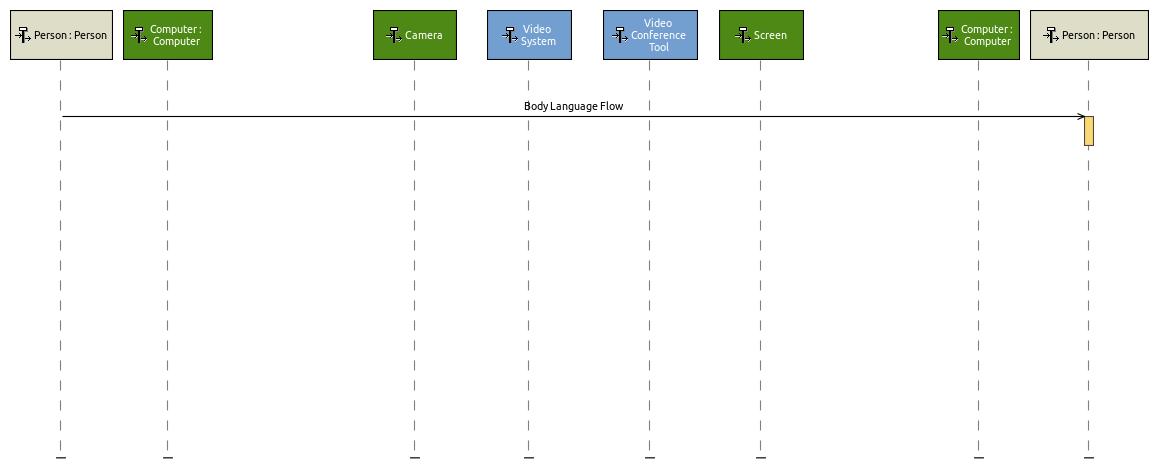 Person : Person
Computer :
Computer
Camera
Video
System
Video
Conference
Tool
Screen
Computer :
Computer
Person : Person
Body Language Flow